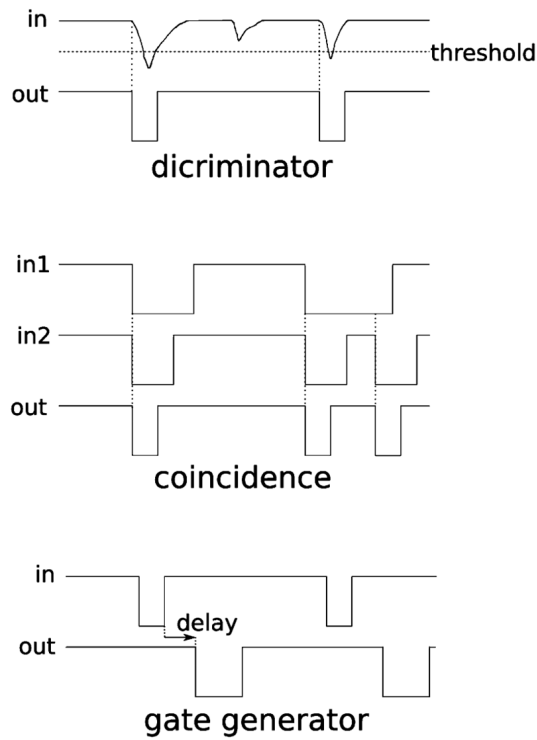 in
threshold
out
dicriminator
in1
in2
out
coincidence
in
delay
out
gate generator